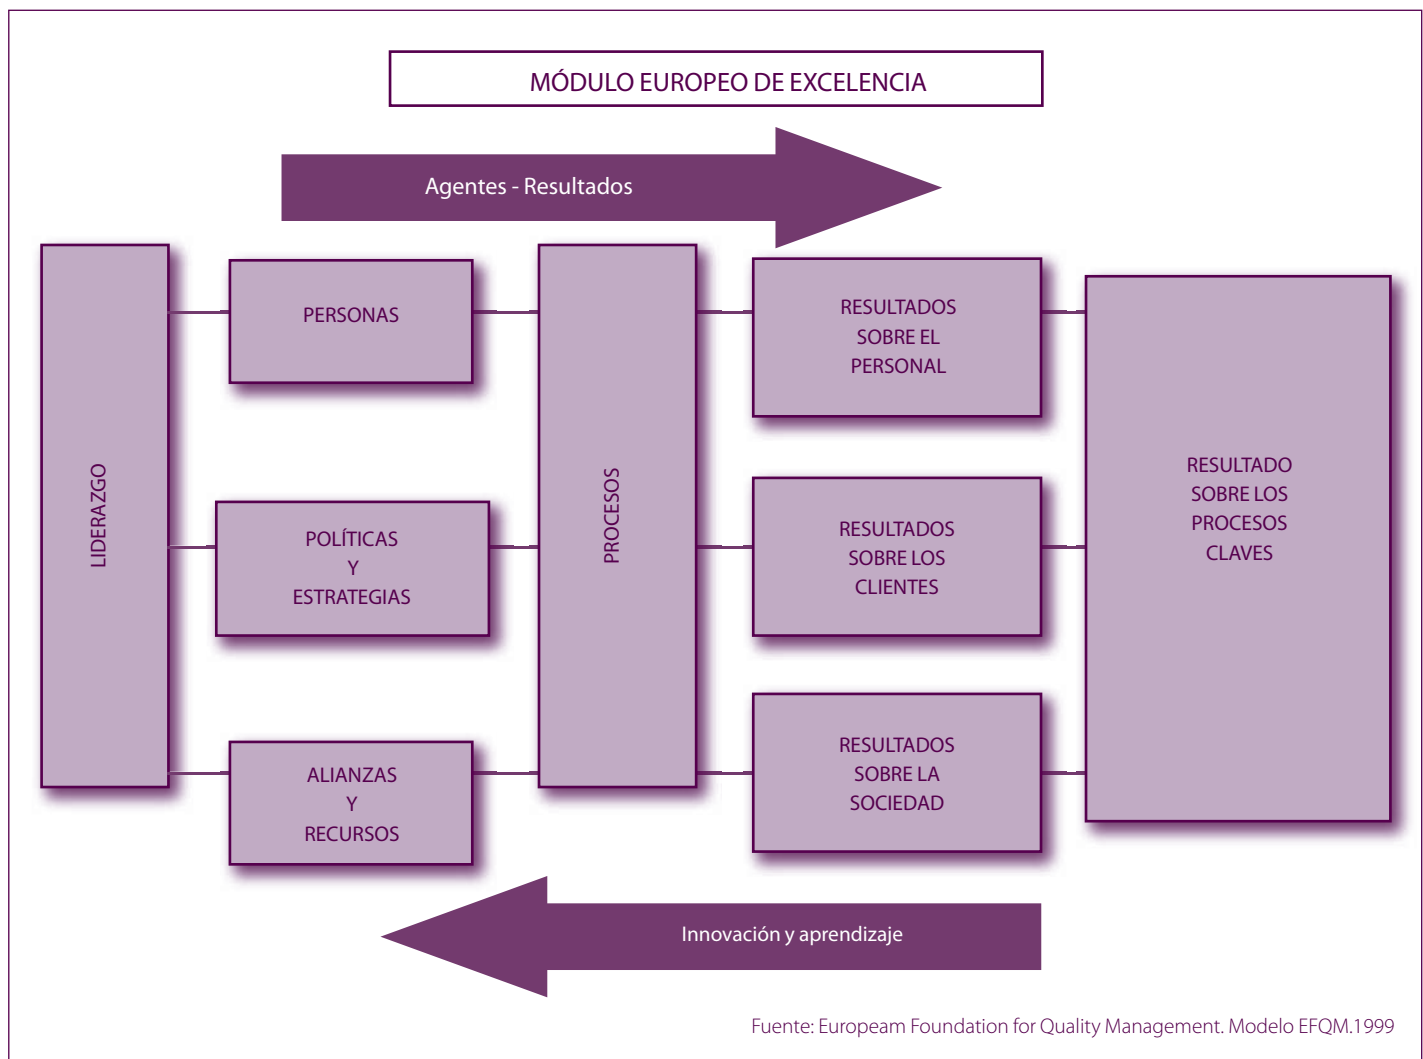 MÓDULO EUROPEO DE EXCELENCIA
Agentes - Resultados
LIDERAZGO
PERSONAS
POLÍTICAS
Y
ESTRATEGIAS
ALIANZAS
Y
RECURSOS
PROCESOS
RESULTADOS
SOBRE EL
PERSONAL
RESULTADOS
SOBRE LOS
CLIENTES
RESULTADOS
SOBRE LA
SOCIEDAD
RESULTADO
SOBRE LOS
PROCESOS
CLAVES
Innovación y aprendizaje
Fuente: Europeam Foundation for Quality Management. Modelo EFQM.1999